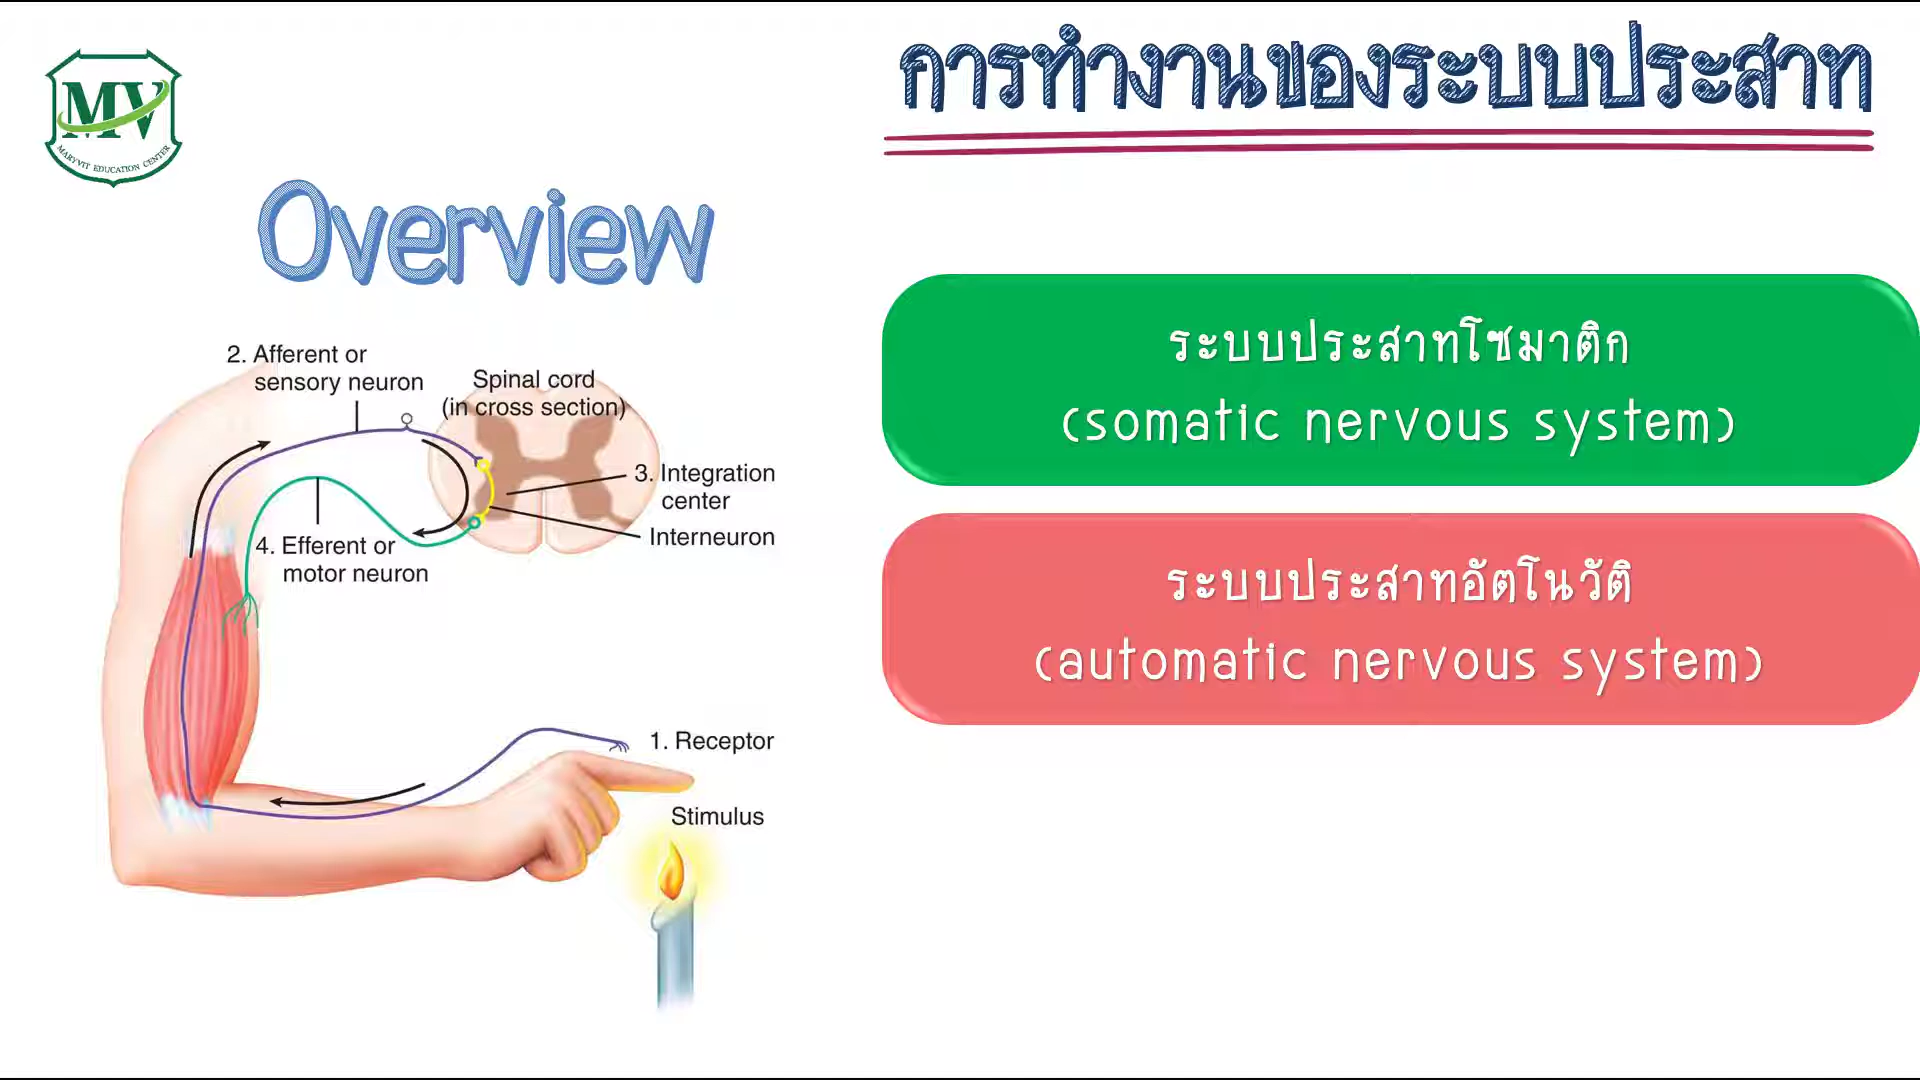 MV
MARYVIT EDUCATION CENTER
การทำงานของระบบประสาท
Overview
2. Afferent or
sensory neuron
Spinal cord
(in cross section)
3. Integration
center
Interneuron
4. Efferent or
motor neuron
1. Receptor
Stimulus
ระบบประสาทโซมาติก
(somatic nervous system)
ระบบประสาทอัตโนวัติ
(automatic nervous system)